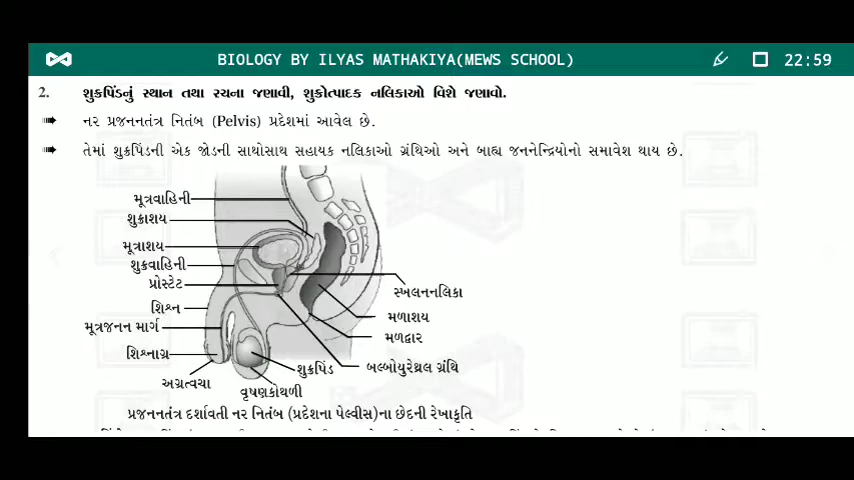 BIOLOGY BY ILYAS MATHAKIYA(MEWS SCHOOL)
22:59
2. શુક્રપિંડનું સ્થાન તથા રચના જણાવી, શુક્રોત્પાદક નલિકાઓ વિશે જણાવો.
➠ નર પ્રજનનતંત્ર નિતંબ (Pelvis) પ્રદેશમાં આવેલ છે.
➠ તેમાં શુક્રપિંડની એક જોડની સાથોસાથ સહાયક નલિકાઓ ગ્રંથિઓ અને બાહ્ય જનનેન્દ્રિયોનો સમાવેશ થાય છે.
મૂત્રવાહિની
શુક્રાશય
મૂત્રાશય
શુક્રવાહિની
પ્રોસ્ટેટ
સ્ખલનનલિકા
શિશ્ન
મળાશય
મૂત્રજનન માર્ગ
મળદ્વાર
શિશ્નાગ્ર
બલ્બોયુરેથ્રલ ગ્રંથિ
શુક્રપિંડ
અગ્રત્વચા
વૃષણકોથળી
પ્રજનનતંત્ર દર્શાવતી નર નિતંબ (પ્રદેશના પેલ્વીસ)ના છેદની રેખાકૃતિ